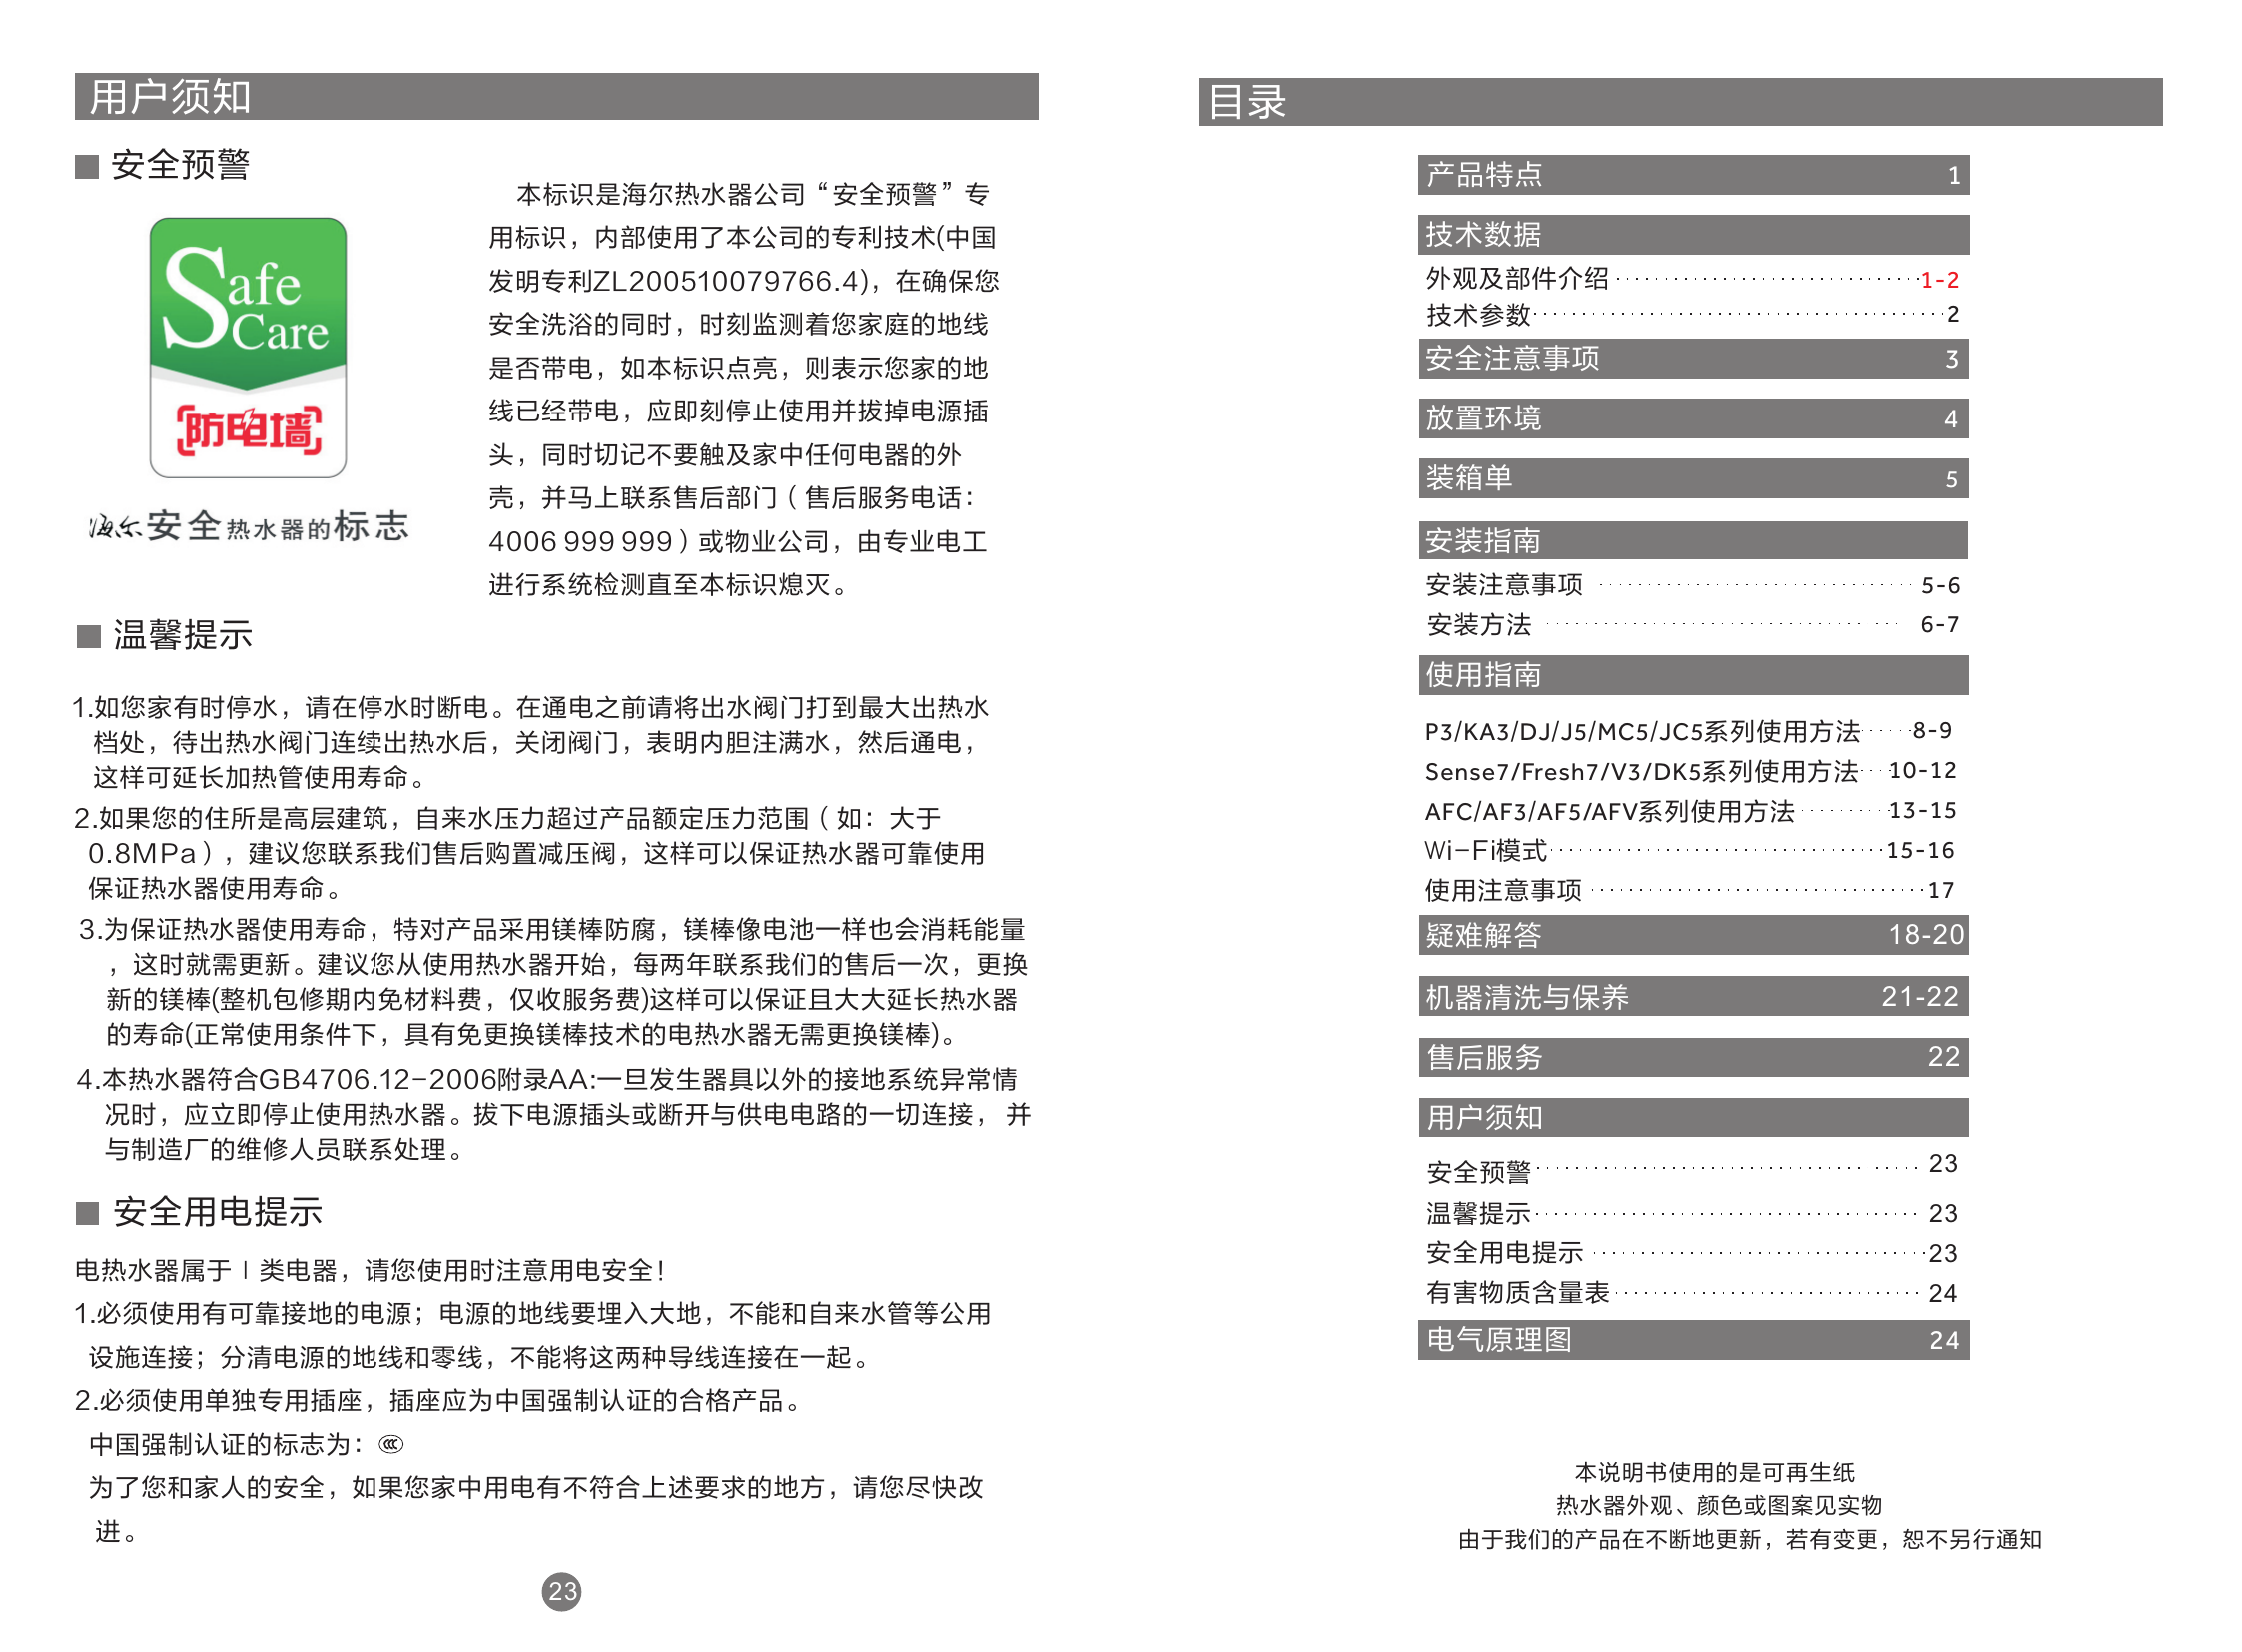 用户须知
安全预警
Safe
Care
防电墙
海尔安全热水器的标志
本标识是海尔热水器公司“安全预警”专
用标识，内部使用了本公司的专利技术(中国
发明专利ZL200510079766.4)，在确保您
安全洗浴的同时，时刻监测着您家庭的地线
是否带电，如本标识点亮，则表示您家的地
线已经带电，应即刻停止使用并拔掉电源插
头，同时切记不要触及家中任何电器的外
壳，并马上联系售后部门（售后服务电话：
4006 999 999）或物业公司，由专业电工
进行系统检测直至本标识熄灭。
温馨提示
1.如您家有时停水，请在停水时断电。在通电之前请将出水阀门打到最大出热水
档处，待出热水阀门连续出热水后，关闭阀门，表明内胆注满水，然后通电，
这样可延长加热管使用寿命。
2.如果您的住所是高层建筑，自来水压力超过产品额定压力范围（如：大于
0.8MPa），建议您联系我们售后购置减压阀，这样可以保证热水器可靠使用
保证热水器使用寿命。
3.为保证热水器使用寿命，特对产品采用镁棒防腐，镁棒像电池一样也会消耗能量
，这时就需更新。建议您从使用热水器开始，每两年联系我们的售后一次，更换
新的镁棒(整机包修期内免材料费，仅收服务费)这样可以保证且大大延长热水器
的寿命(正常使用条件下，具有免更换镁棒技术的电热水器无需更换镁棒)。
4.本热水器符合GB4706.12-2006附录AA:一旦发生器具以外的接地系统异常情
况时，应立即停止使用热水器。拔下电源插头或断开与供电电路的一切连接，并
与制造厂的维修人员联系处理。
安全用电提示
电热水器属于Ⅰ类电器，请您使用时注意用电安全！
1.必须使用有可靠接地的电源；电源的地线要埋入大地，不能和自来水管等公用
设施连接；分清电源的地线和零线，不能将这两种导线连接在一起。
2.必须使用单独专用插座，插座应为中国强制认证的合格产品。
中国强制认证的标志为：CCC
为了您和家人的安全，如果您家中用电有不符合上述要求的地方，请您尽快改
进。
23
目录
产品特点 1
技术数据
外观及部件介绍 1-2
技术参数 2
安全注意事项 3
放置环境 4
装箱单 5
安装指南
安装注意事项 5-6
安装方法 6-7
使用指南
P3/KA3/DJ/J5/MC5/JC5系列使用方法 8-9
Sense7/Fresh7/V3/DK5系列使用方法 10-12
AFC/AF3/AF5/AFV系列使用方法 13-15
Wi-Fi模式 15-16
使用注意事项 17
疑难解答 18-20
机器清洗与保养 21-22
售后服务 22
用户须知
安全预警 23
温馨提示 23
安全用电提示 23
有害物质含量表 24
电气原理图 24
本说明书使用的是可再生纸
热水器外观、颜色或图案见实物
由于我们的产品在不断地更新，若有变更，恕不另行通知